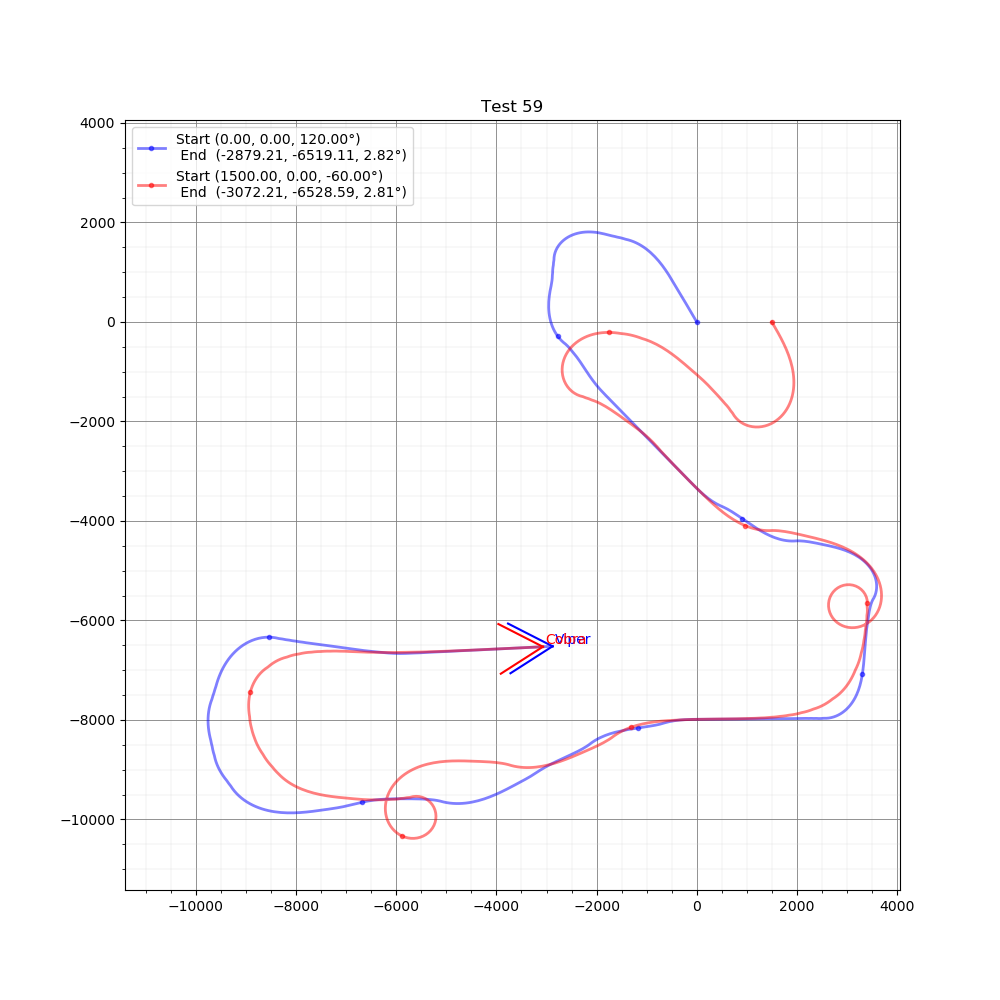 Test 59
Start (0.00, 0.00, 120.00°)
End (-2879.21, -6519.11, 2.82°)
Start (1500.00, 0.00, -60.00°)
End (-3072.21, -6528.59, 2.81°)
4000
2000
0
−2000
−4000
−6000
−8000
−10000
Cobra
Viper
−10000 −8000 −6000 −4000 −2000 0 2000 4000